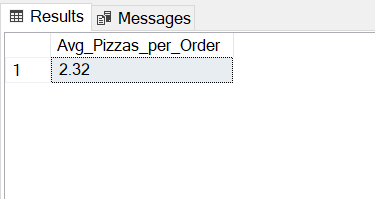 Results Messages
Avg_Pizzas_per_Order
1 2.32